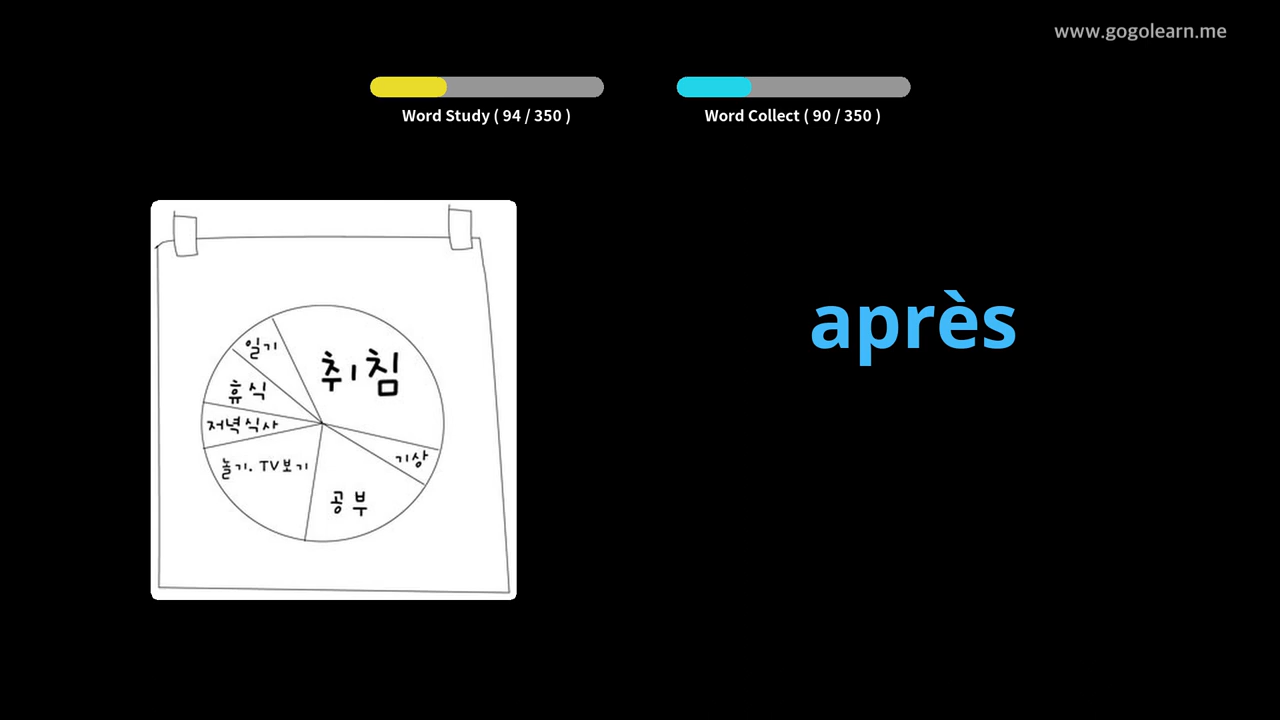 www.gogolearn.me
Word Study ( 94 / 350 )
Word Collect ( 90 / 350 )
après
일기
취침
휴식
저녁식사
놀기. TV보기
기상
공부